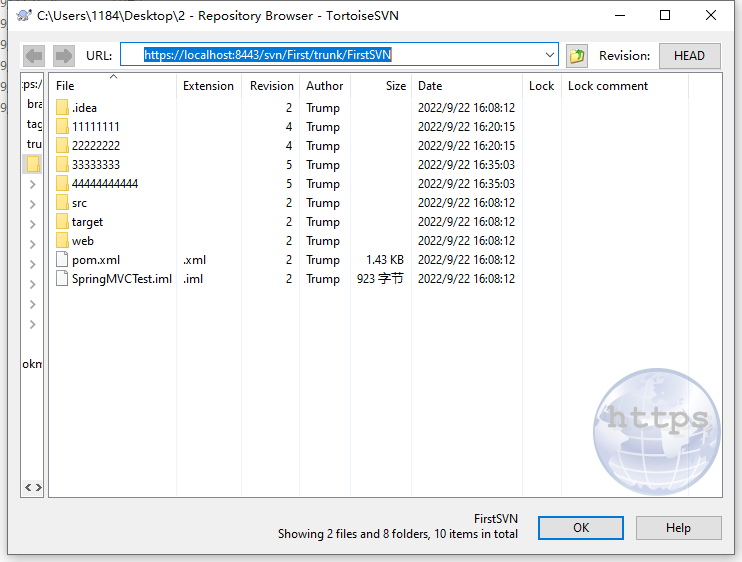 C:\Users\1184\Desktop\2 - Repository Browser - TortoiseSVN
URL: https://localhost:8443/svn/First/trunk/FirstSVN Revision: HEAD
File Extension Revision Author Size Date Lock Lock comment
.idea 2 Trump 2022/9/22 16:08:12
11111111 4 Trump 2022/9/22 16:20:15
22222222 4 Trump 2022/9/22 16:20:15
33333333 5 Trump 2022/9/22 16:35:03
44444444444 5 Trump 2022/9/22 16:35:03
src 2 Trump 2022/9/22 16:08:12
target 2 Trump 2022/9/22 16:08:12
web 2 Trump 2022/9/22 16:08:12
pom.xml .xml 2 Trump 1.43 KB 2022/9/22 16:08:12
SpringMVCTest.iml .iml 2 Trump 923 字节 2022/9/22 16:08:12
tps:/
bra
tag
tru
okm
https
FirstSVN
Showing 2 files and 8 folders, 10 items in total
OK Help